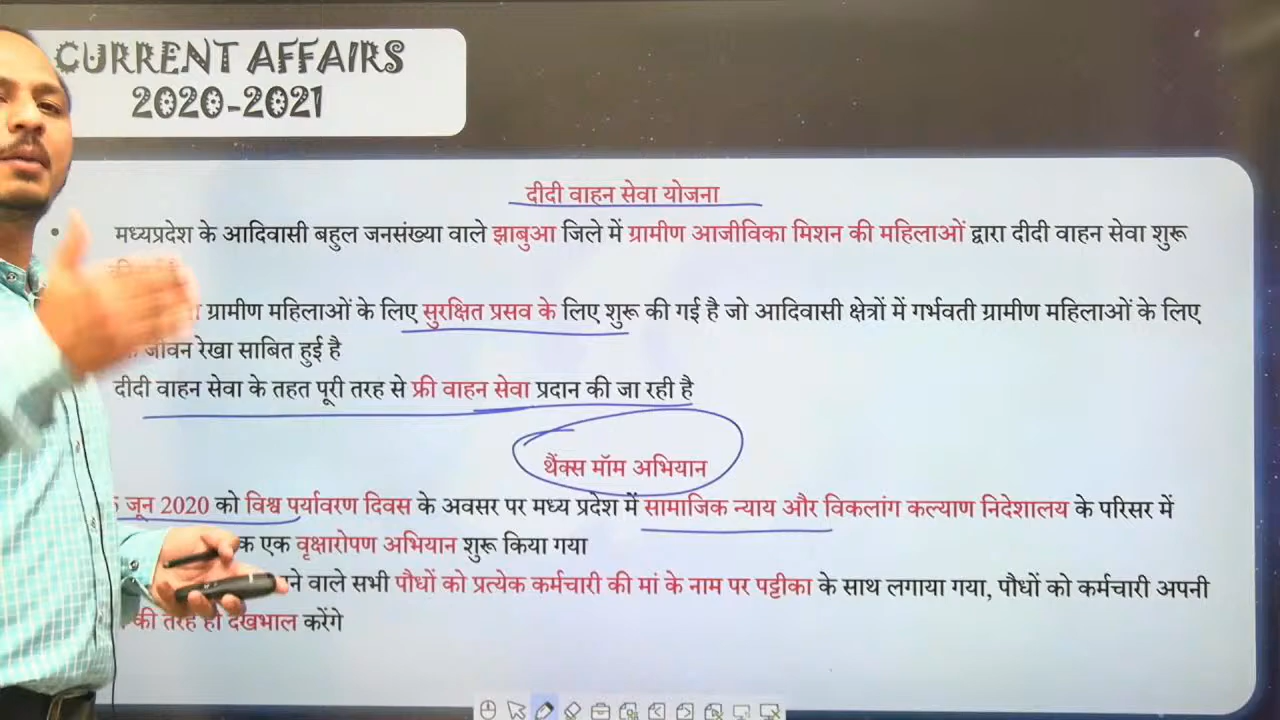 CURRENT AFFAIRS
2020-2021
दीदी वाहन सेवा योजना
मध्यप्रदेश के आदिवासी बहुल जनसंख्या वाले झाबुआ जिले में ग्रामीण आजीविका मिशन की महिलाओं द्वारा दीदी वाहन सेवा शुरू
ग्रामीण महिलाओं के लिए सुरक्षित प्रसव के लिए शुरू की गई है जो आदिवासी क्षेत्रों में गर्भवती ग्रामीण महिलाओं के लिए
जीवन रेखा साबित हुई है
दीदी वाहन सेवा के तहत पूरी तरह से फ्री वाहन सेवा प्रदान की जा रही है
थैंक्स मॉम अभियान
जून 2020 को विश्व पर्यावरण दिवस के अवसर पर मध्य प्रदेश में सामाजिक न्याय और विकलांग कल्याण निदेशालय के परिसर में
एक वृक्षारोपण अभियान शुरू किया गया
वाले सभी पौधों को प्रत्येक कर्मचारी की मां के नाम पर पट्टीका के साथ लगाया गया, पौधों को कर्मचारी अपनी
की तरह ही देखभाल करेंगे